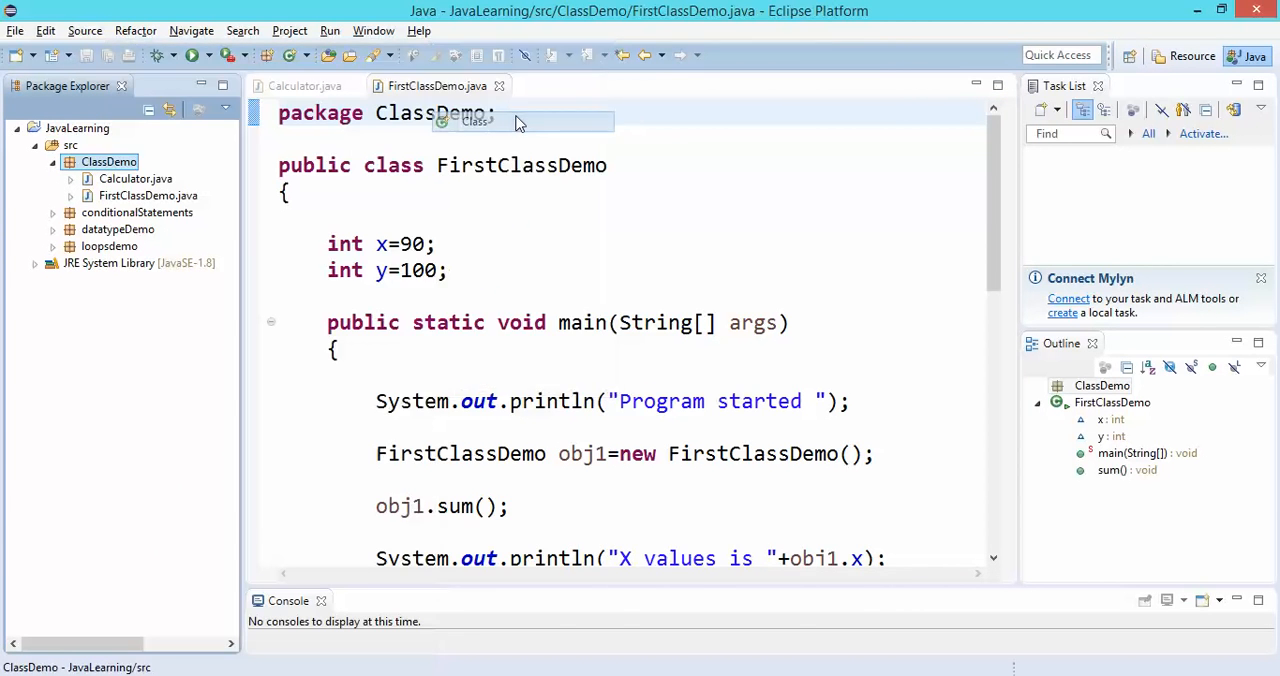 Java - JavaLearning/src/ClassDemo/FirstClassDemo.java - Eclipse Platform
File Edit Source Refactor Navigate Search Project Run Window Help
Quick Access Resource Java
Package Explorer
JavaLearning
src
ClassDemo
Calculator.java
FirstClassDemo.java
conditionalStatements
datatypeDemo
loopsdemo
JRE System Library [JavaSE-1.8]
Calculator.java FirstClassDemo.java
package ClassDemo;
Class
public class FirstClassDemo
{
int x=90;
int y=100;
public static void main(String[] args)
{
System.out.println("Program started ");
FirstClassDemo obj1=new FirstClassDemo();
obj1.sum();
System.out.println("X values is "+obj1.x);
Console
No consoles to display at this time.
Task List
Find All Activate...
Connect Mylyn
Connect to your task and ALM tools or
create a local task.
Outline
ClassDemo
FirstClassDemo
x : int
y : int
main(String[]) : void
sum() : void
ClassDemo - JavaLearning/src